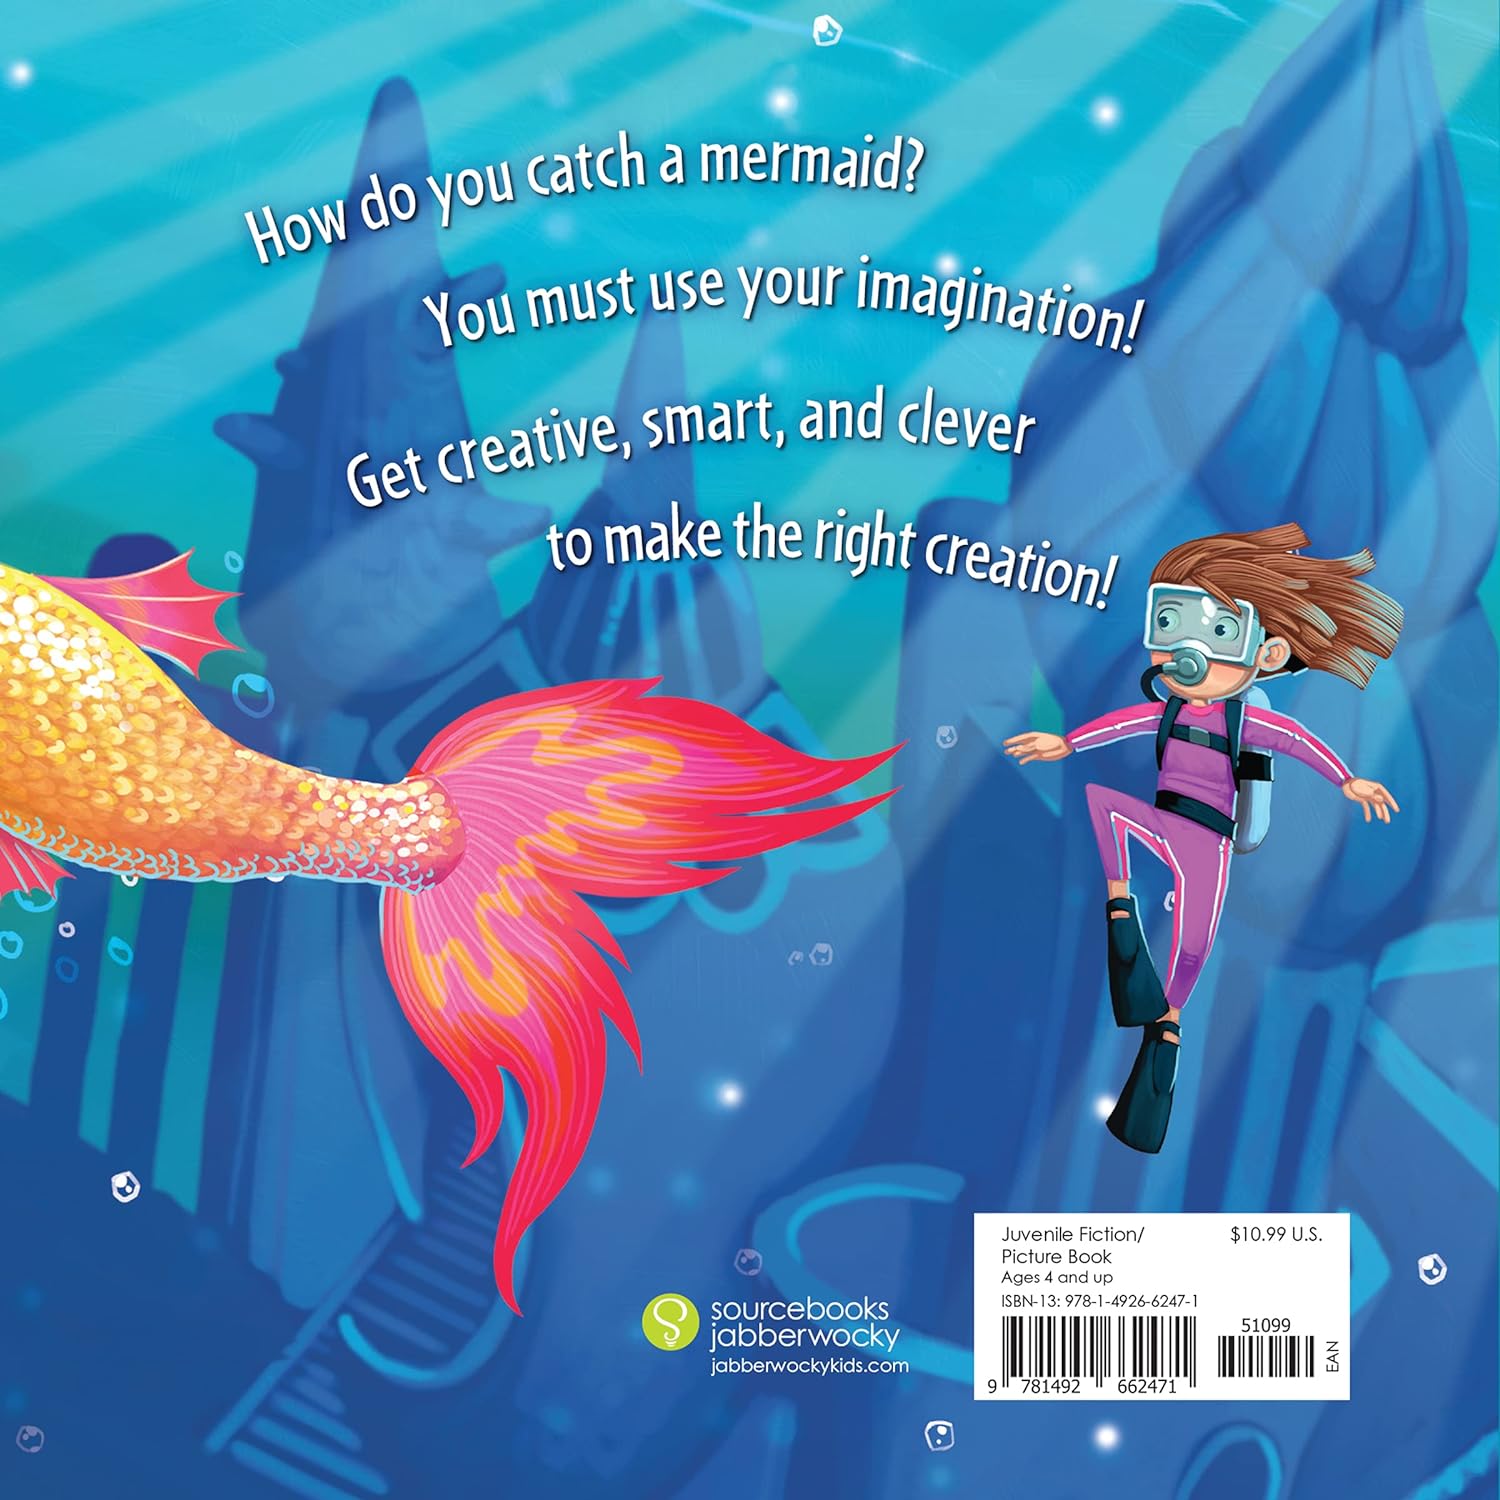 How do you catch a mermaid?
You must use your imagination!
Get creative, smart, and clever
to make the right creation!
sourcebooks
jabberwocky
jabberwockykids.com
Juvenile Fiction/
Picture Book
Ages 4 and up
$10.99 U.S.
ISBN-13: 978-1-4926-6247-1
51099
EAN
9 781492 662471